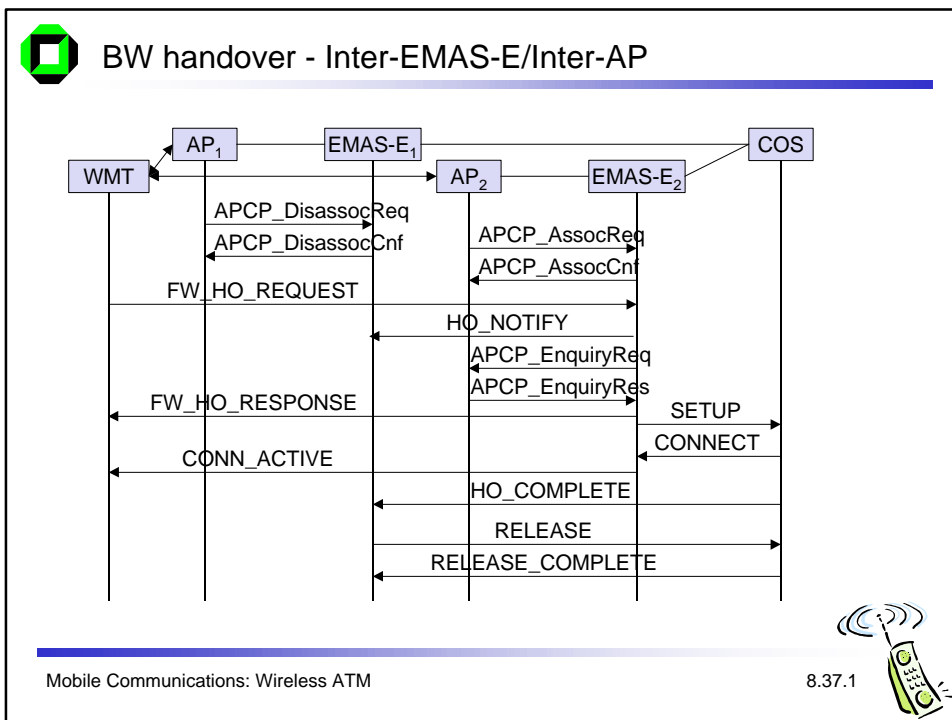 BW handover - Inter-EMAS-E/Inter-AP
AP1
EMAS-E1
COS
WMT
AP2
EMAS-E2
APCP_DisassocReq
APCP_AssocReq
APCP_DisassocCnf
APCP_AssocCnf
FW_HO_REQUEST
HO_NOTIFY
APCP_EnquiryReq
APCP_EnquiryRes
FW_HO_RESPONSE
SETUP
CONNECT
CONN_ACTIVE
HO_COMPLETE
RELEASE
RELEASE_COMPLETE
Mobile Communications: Wireless ATM
8.37.1